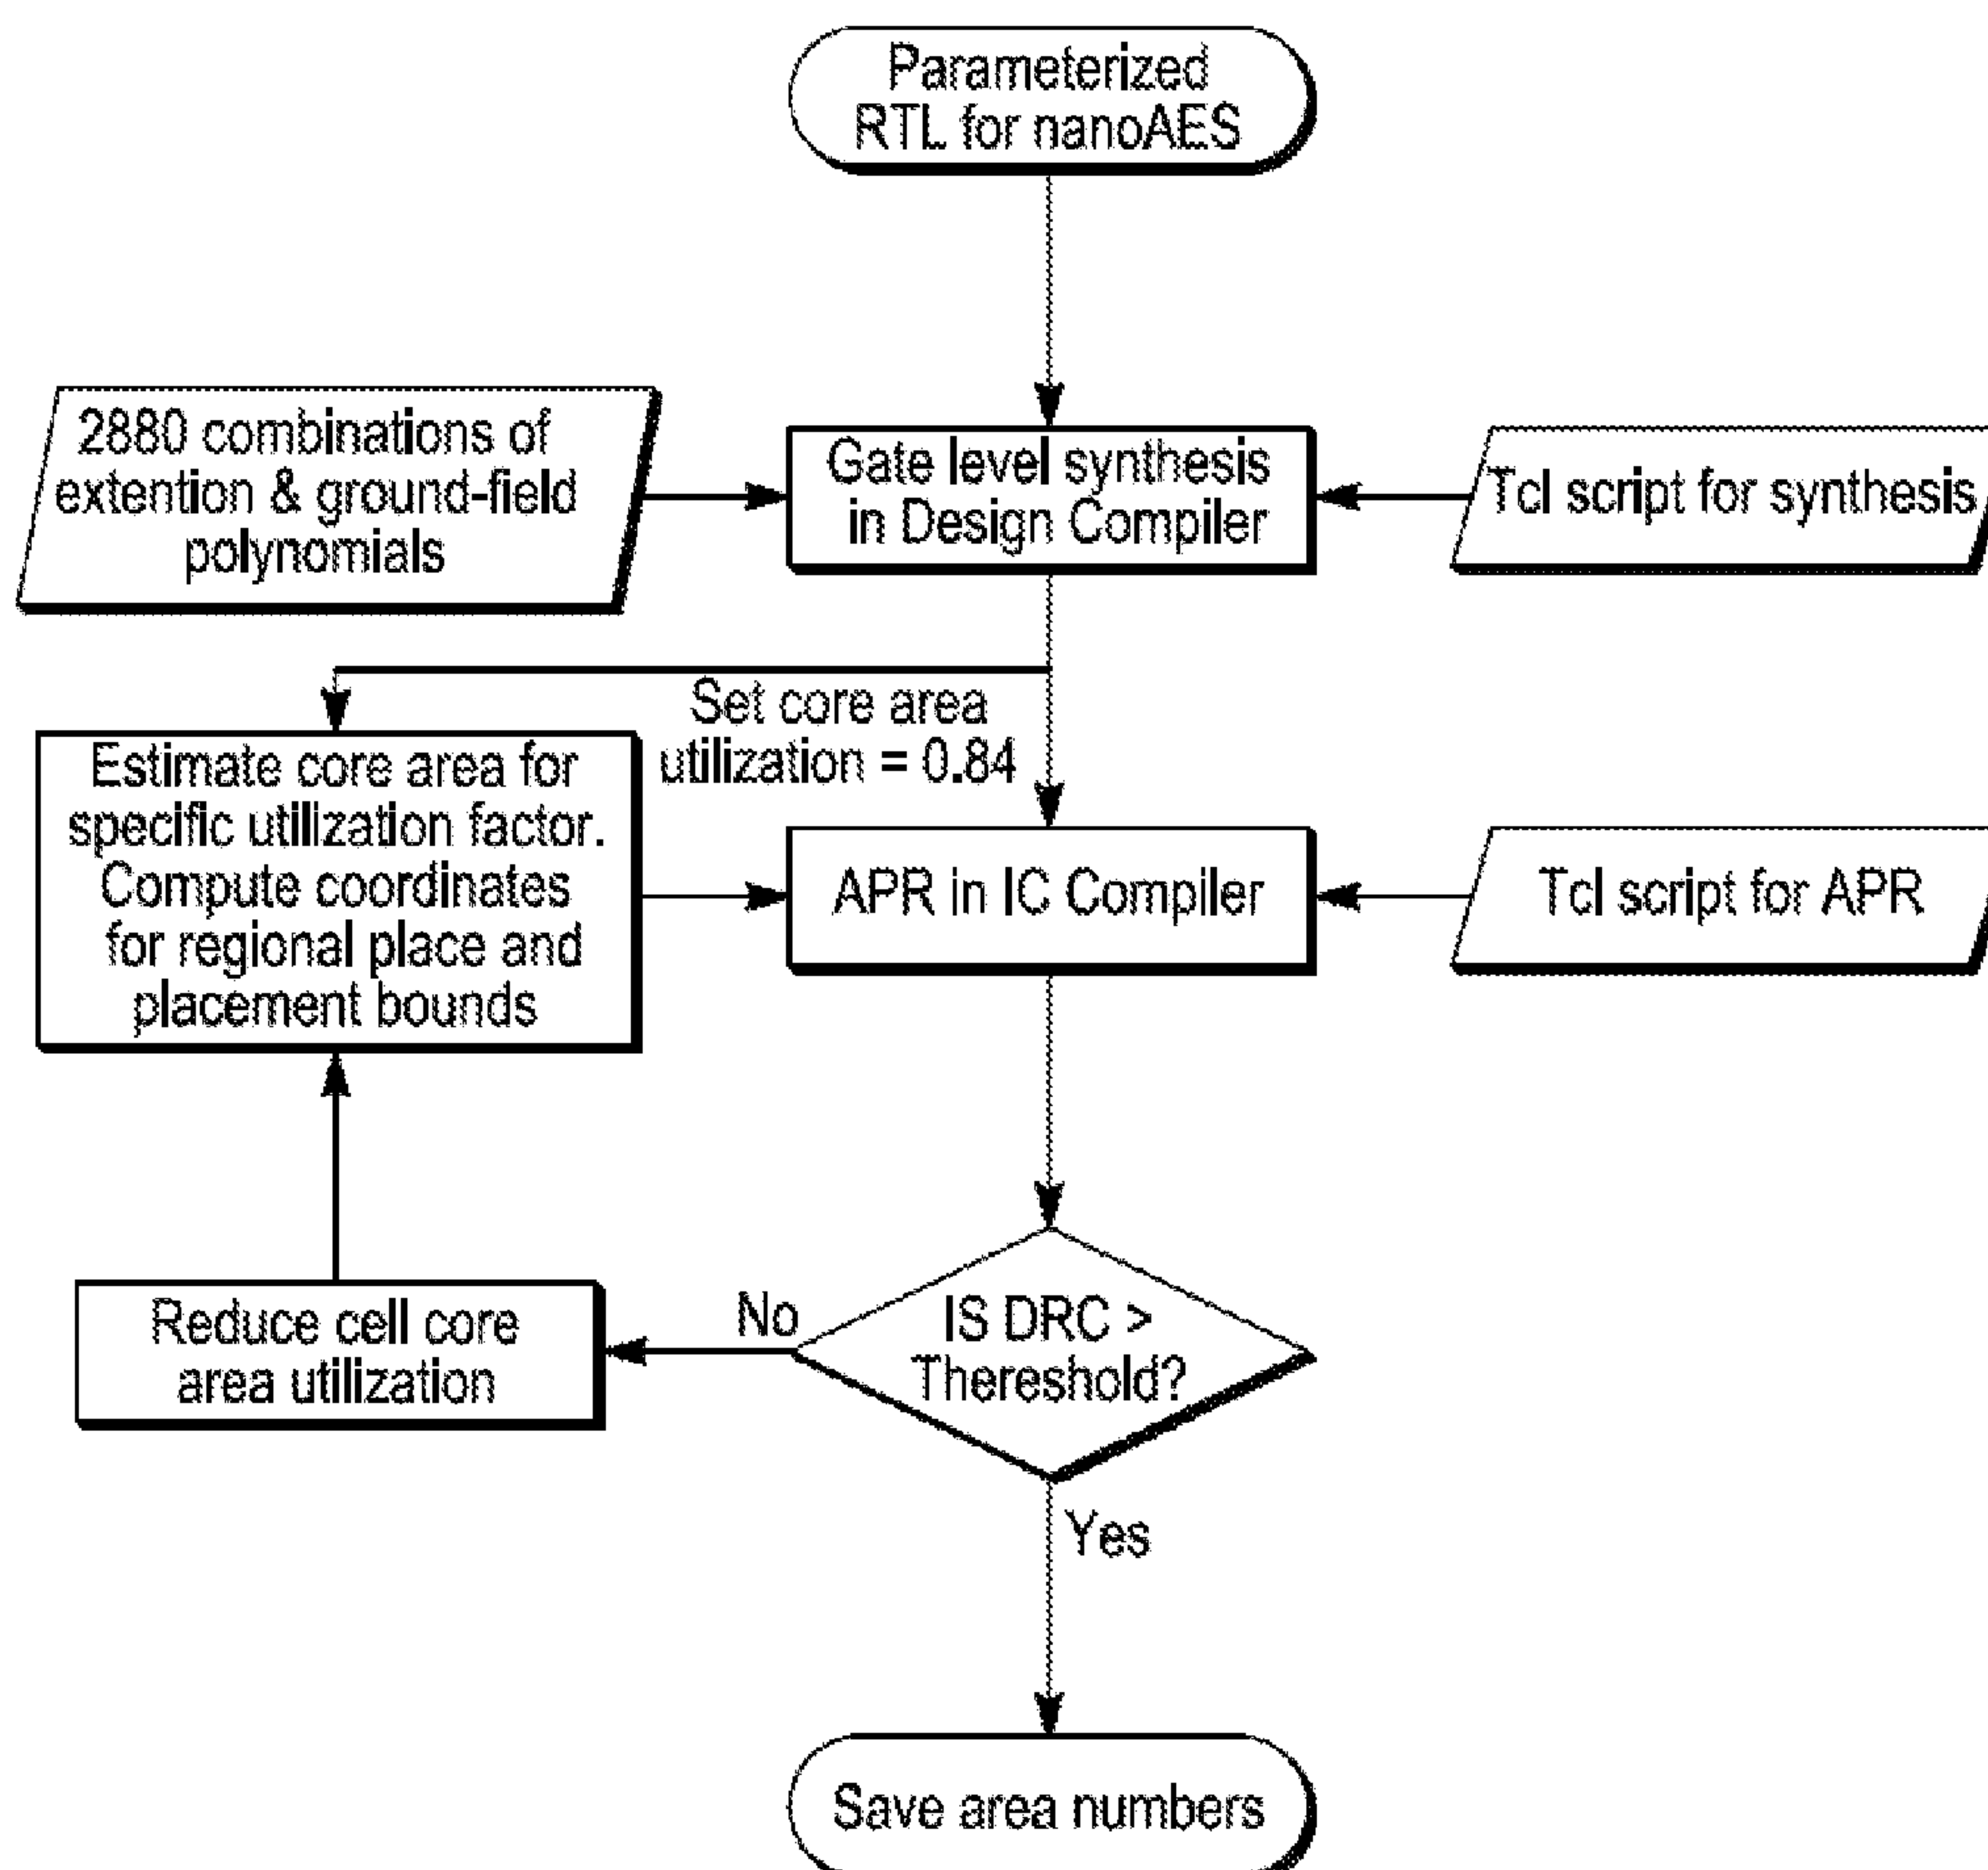 Parameterized
RTL for nanoAES
2880 combinations of
extention & ground-field
polynomials
Gate level synthesis
in Design Compiler
Tcl script for synthesis
Set core area
utilization = 0.84
Estimate core area for
specific utilization factor.
Compute coordinates
for regional place and
placement bounds
APR in IC Compiler
Tcl script for APR
Reduce cell core
area utilization
No
IS DRC >
Thereshold?
Yes
Save area numbers